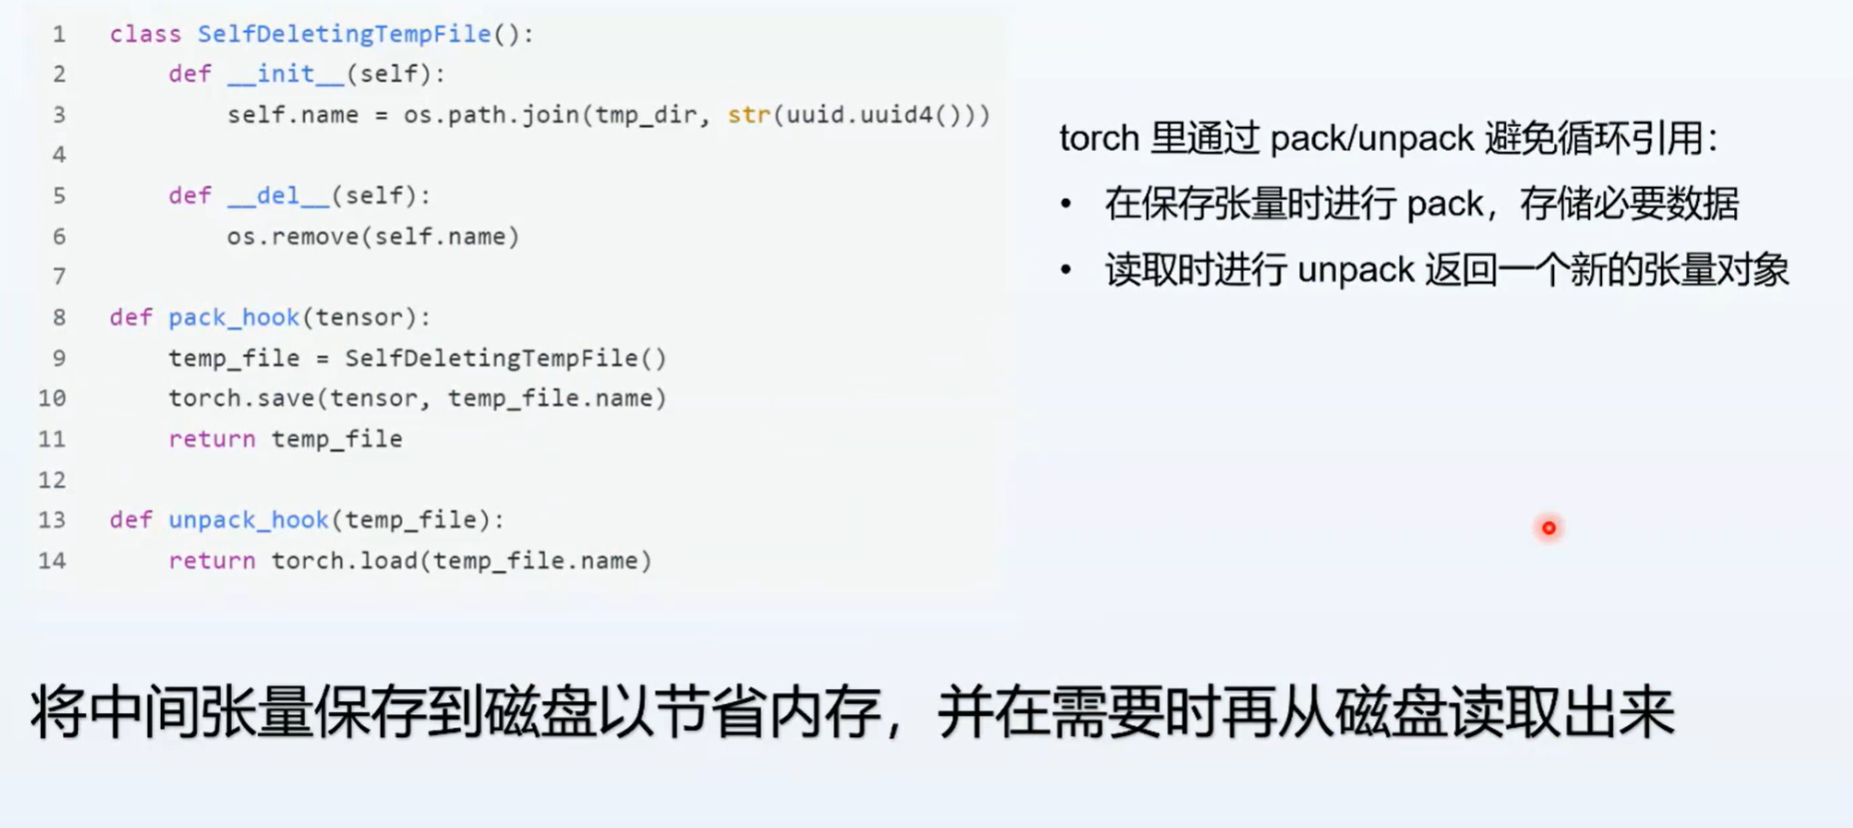 1 class SelfDeletingTempFile():
2 def __init__(self):
3 self.name = os.path.join(tmp_dir, str(uuid.uuid4()))
4
5 def __del__(self):
6 os.remove(self.name)
7
8 def pack_hook(tensor):
9 temp_file = SelfDeletingTempFile()
10 torch.save(tensor, temp_file.name)
11 return temp_file
12
13 def unpack_hook(temp_file):
14 return torch.load(temp_file.name)
torch 里通过 pack/unpack 避免循环引用：
• 在保存张量时进行 pack，存储必要数据
• 读取时进行 unpack 返回一个新的张量对象
将中间张量保存到磁盘以节省内存，并在需要时再从磁盘读取出来